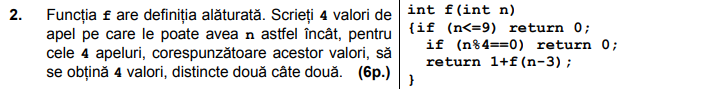 2. Funcția f are definiția alăturată. Scrieți 4 valori de
apel pe care le poate avea n astfel încât, pentru
cele 4 apeluri, corespunzătoare acestor valori, să
se obțină 4 valori, distincte două câte două. (6p.)
int f(int n)
{if (n<=9) return 0;
if (n%4==0) return 0;
return 1+f(n-3);
}